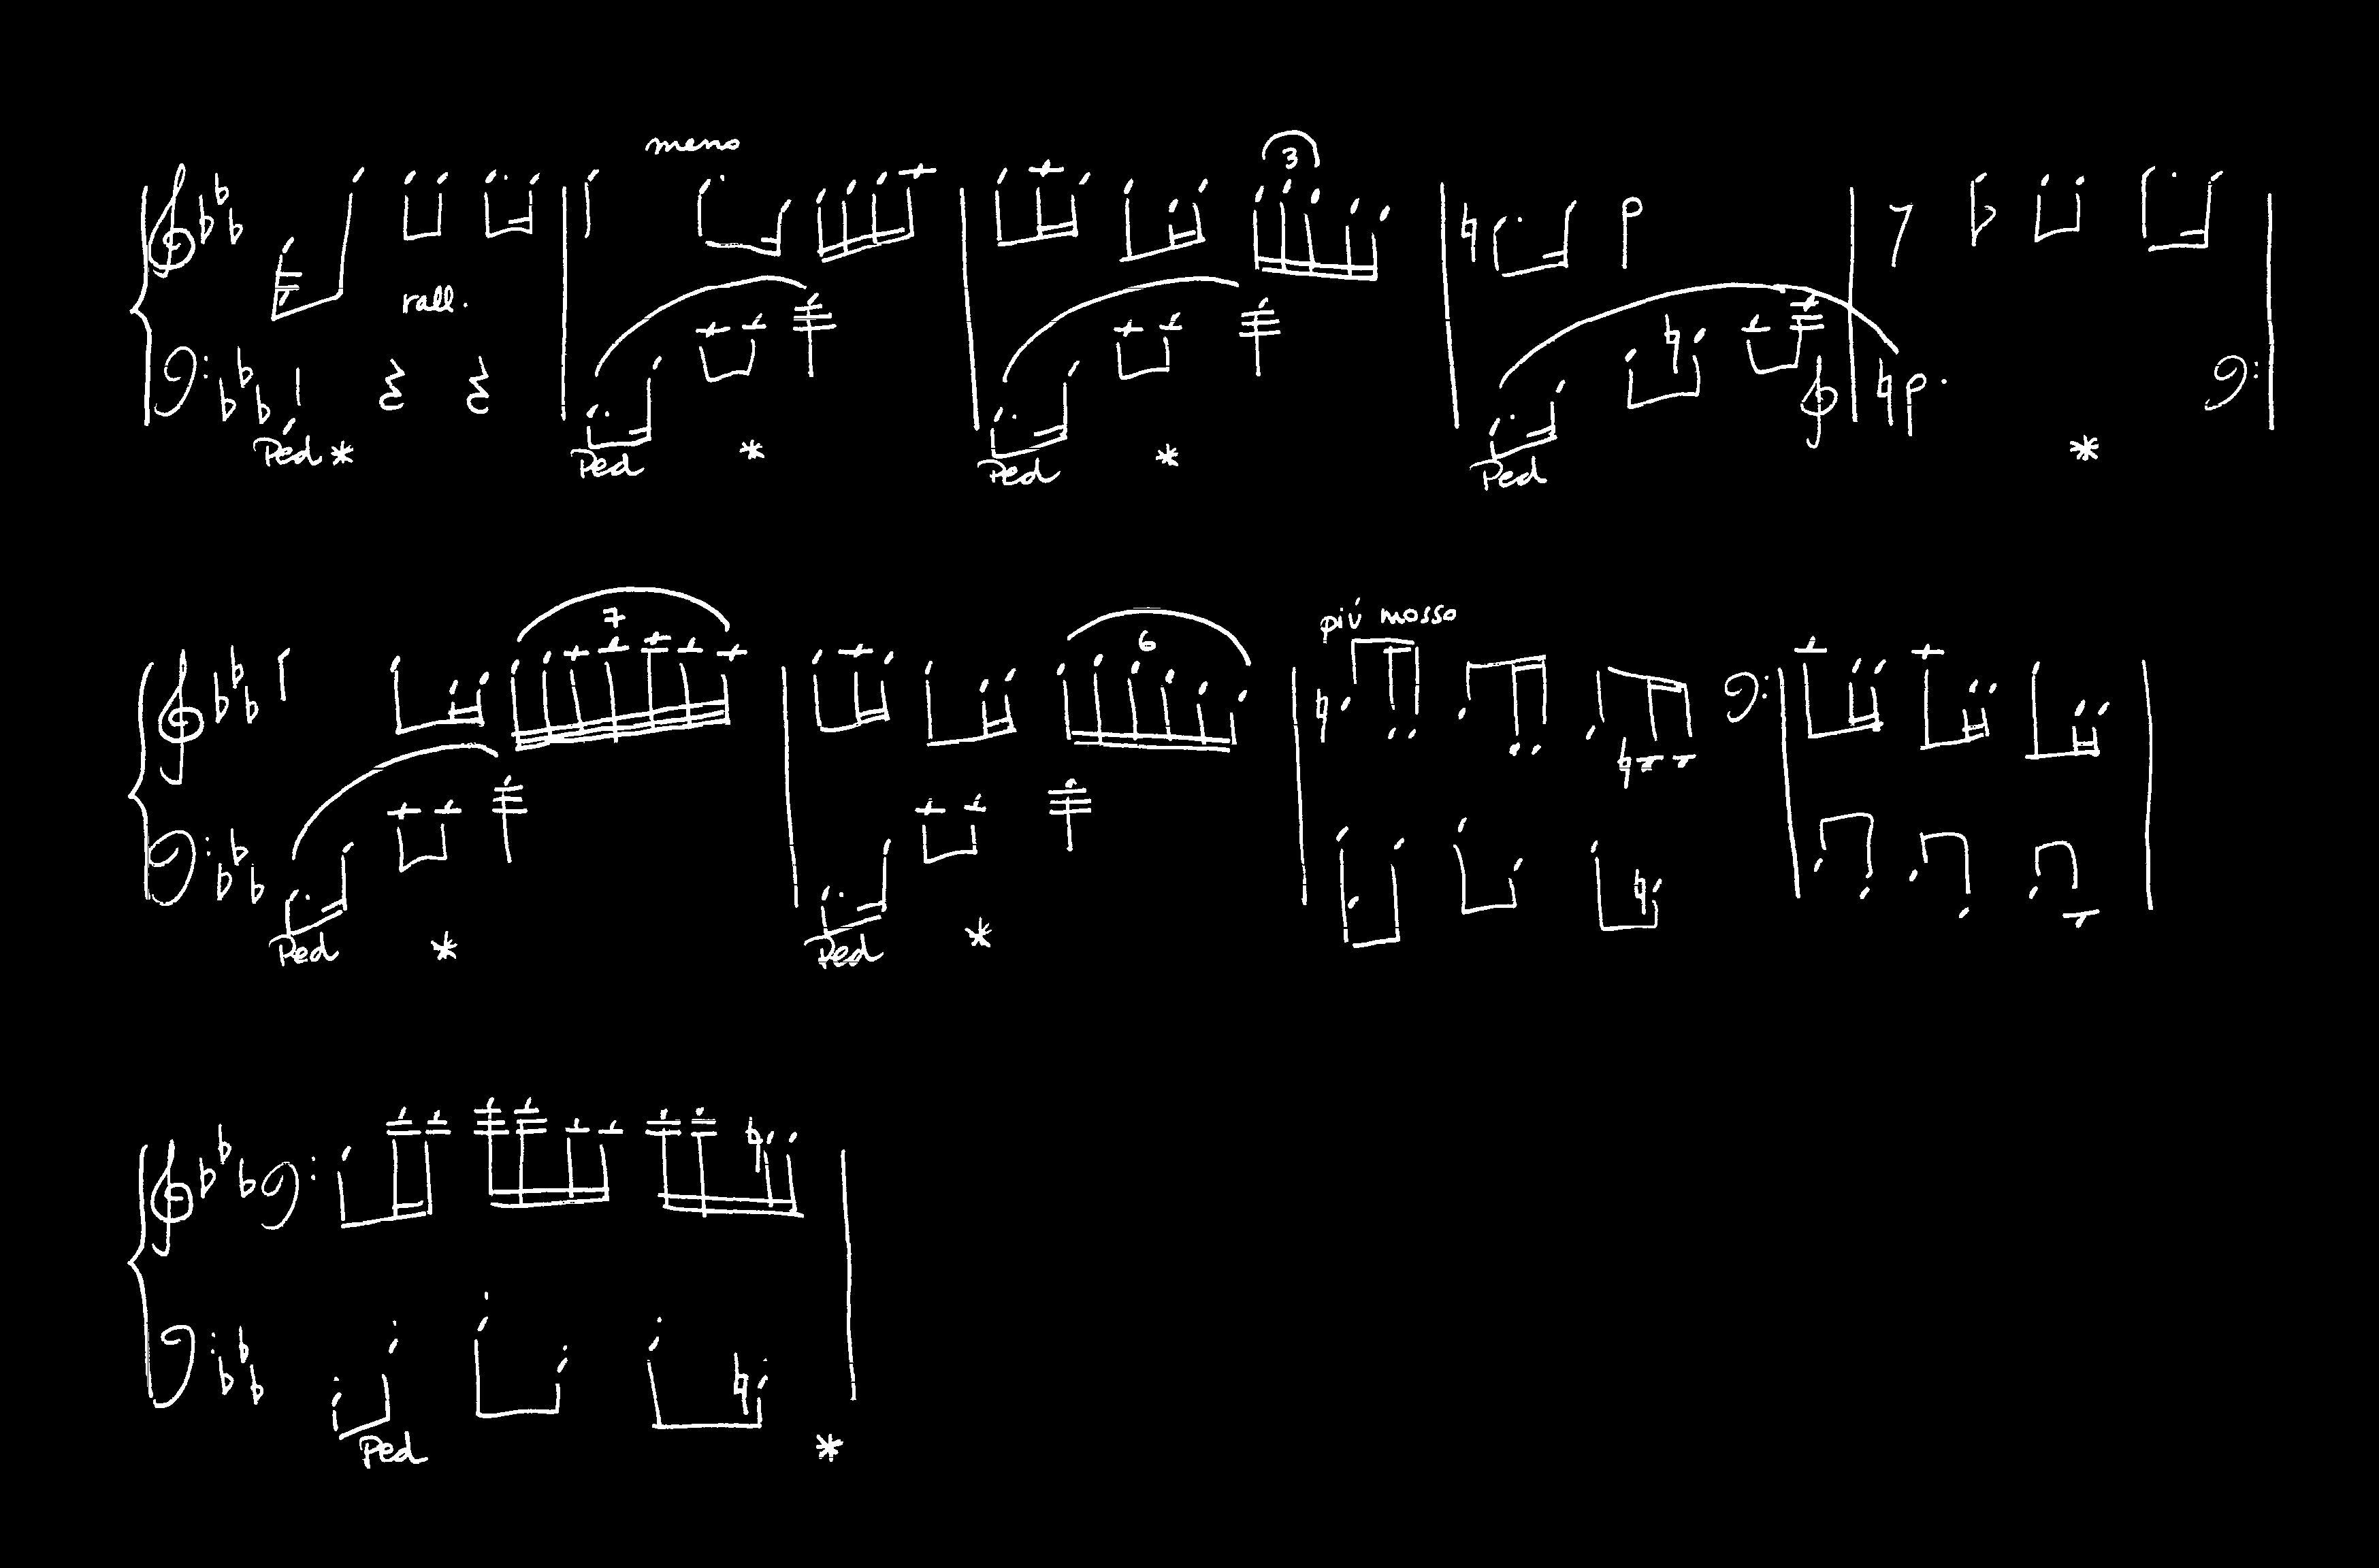 meno
3
rall.
Ped * Ped * Ped * Ped *
7
6
più mosso
Ped * Ped *
Ped *